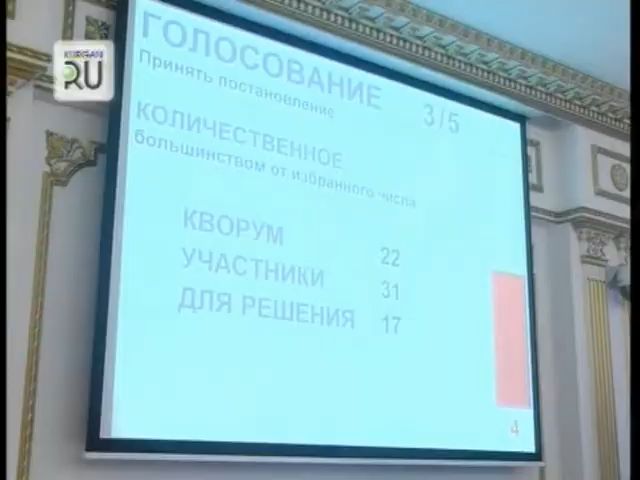 KURGAN
RU
ГОЛОСОВАНИЕ 3/5
Принять постановление
КОЛИЧЕСТВЕННОЕ
большинством от избранного числа
КВОРУМ 22
УЧАСТНИКИ 31
ДЛЯ РЕШЕНИЯ 17
4